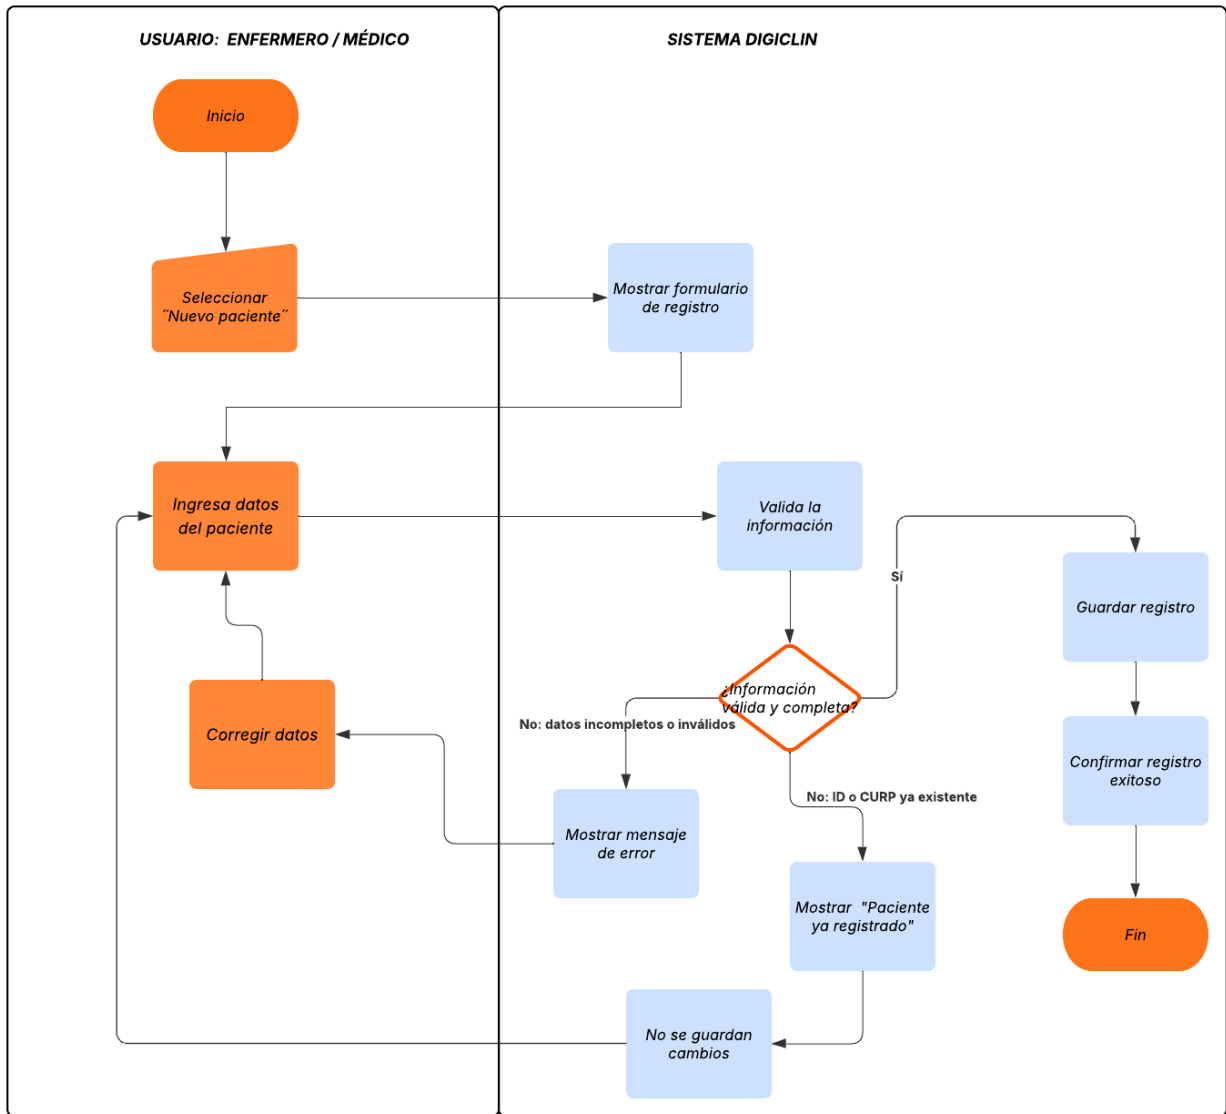 USUARIO: ENFERMERO / MÉDICO
SISTEMA DIGICLIN
Inicio
Seleccionar
˝Nuevo paciente˝
Mostrar formulario
de registro
Ingresa datos
del paciente
Valida la
información
Sí
Guardar registro
¿Información
válida y completa?
No: datos incompletos o inválidos
Corregir datos
Confirmar registro
exitoso
No: ID o CURP ya existente
Mostrar mensaje
de error
Mostrar "Paciente
ya registrado"
Fin
No se guardan
cambios